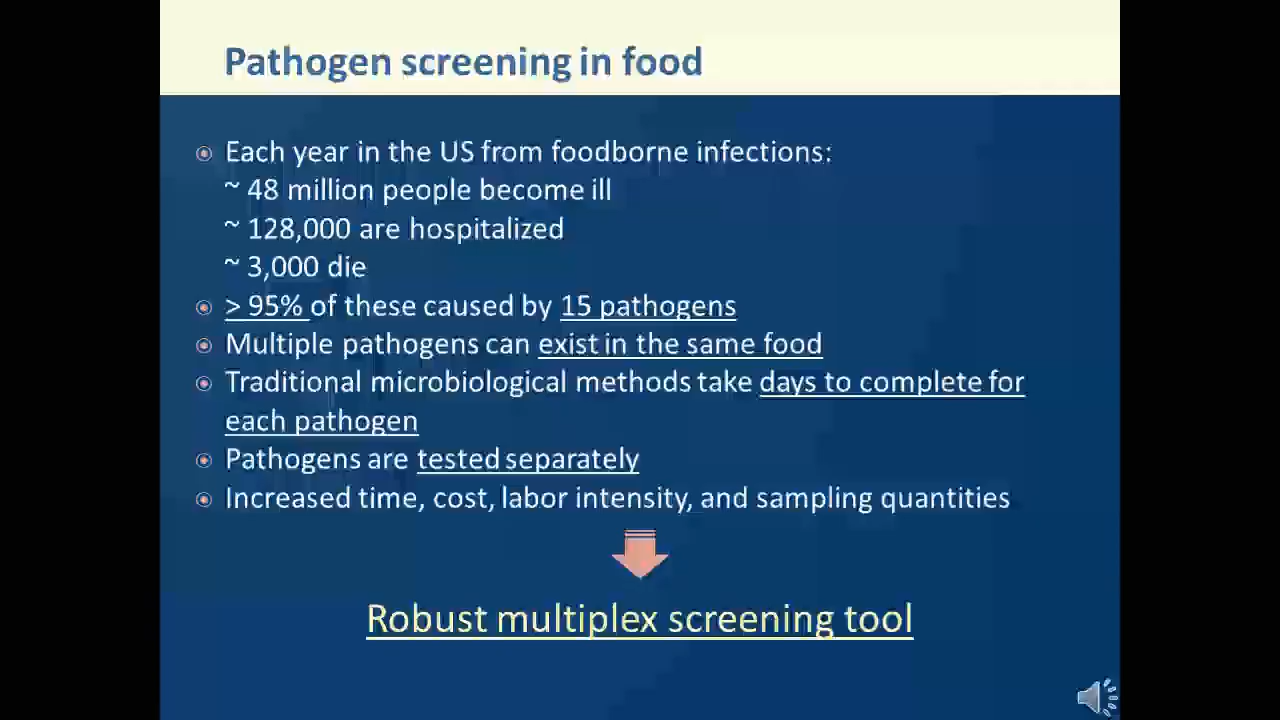 Pathogen screening in food
Each year in the US from foodborne infections:
~ 48 million people become ill
~ 128,000 are hospitalized
~ 3,000 die
> 95% of these caused by 15 pathogens
Multiple pathogens can exist in the same food
Traditional microbiological methods take days to complete for
each pathogen
Pathogens are tested separately
Increased time, cost, labor intensity, and sampling quantities
Robust multiplex screening tool